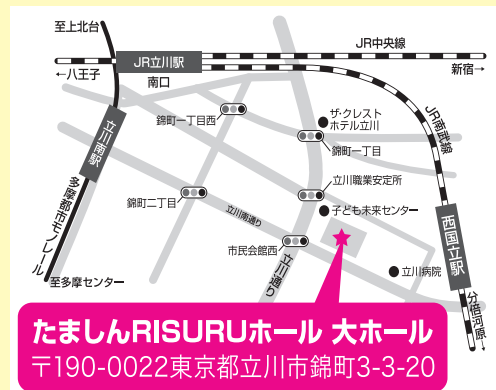 至上北台
JR立川駅
JR中央線
←八王子
南口
新宿→
錦町一丁目西
ザ・クレスト
ホテル立川
JR南武線
立川南駅
錦町一丁目
立川職業安定所
錦町二丁目
立川南通り
子ども未来センター
多摩都市モノレール
市民会館西
立川通り
西国立駅
立川病院
至多摩センター
分倍河原→
たましんRISURUホール 大ホール
〒190-0022東京都立川市錦町3-3-20